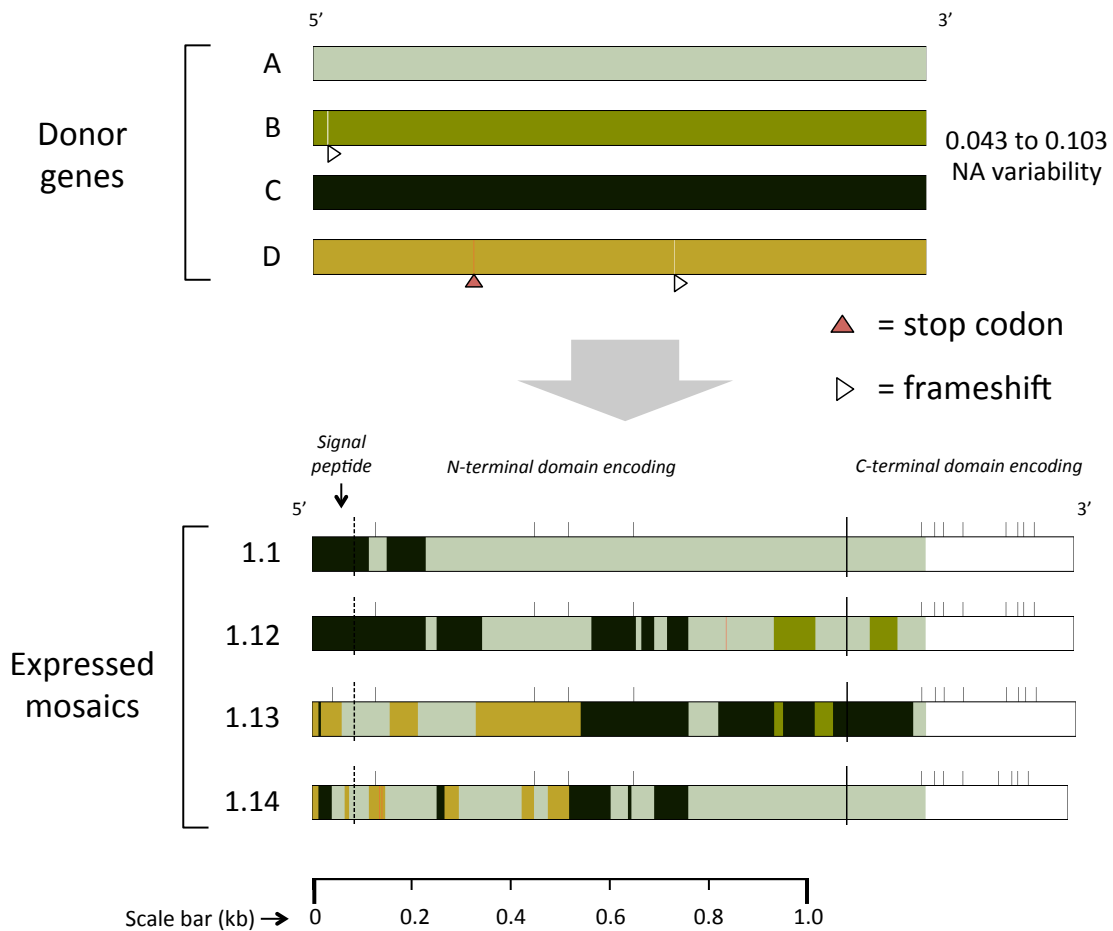 5’ 3’
A
Donor genes
B
0.043 to 0.103
NA variability
C
D
= stop codon
= frameshift
Signal
peptide
N-terminal domain encoding
C-terminal domain encoding
5’ 3’
1.1
1.12
Expressed
mosaics
1.13
1.14
Scale bar (kb) 0 0.2 0.4 0.6 0.8 1.0